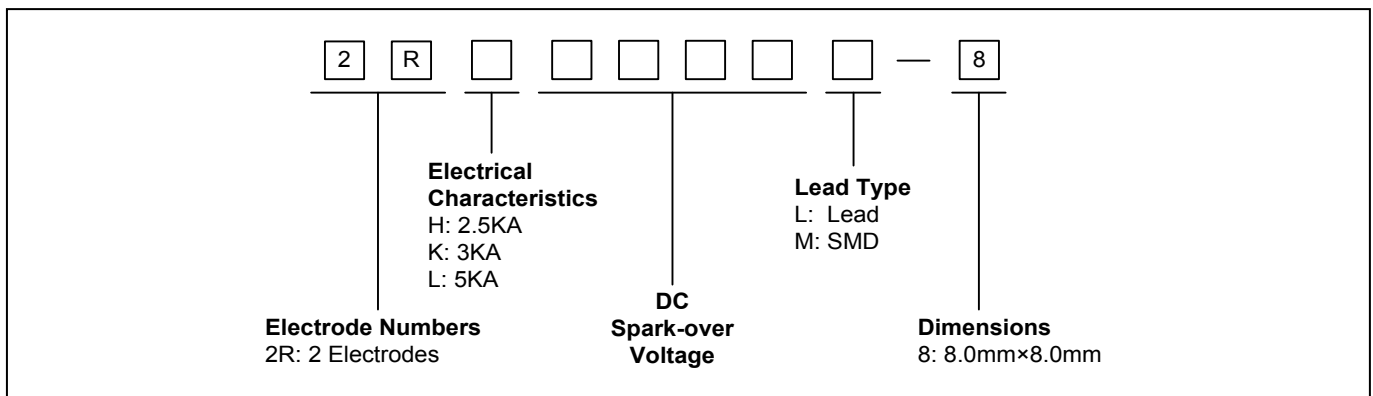 2 R — 8
Electrical
Characteristics
H: 2.5KA
K: 3KA
L: 5KA
Lead Type
L: Lead
M: SMD
Electrode Numbers
2R: 2 Electrodes
DC
Spark-over
Voltage
Dimensions
8: 8.0mm×8.0mm